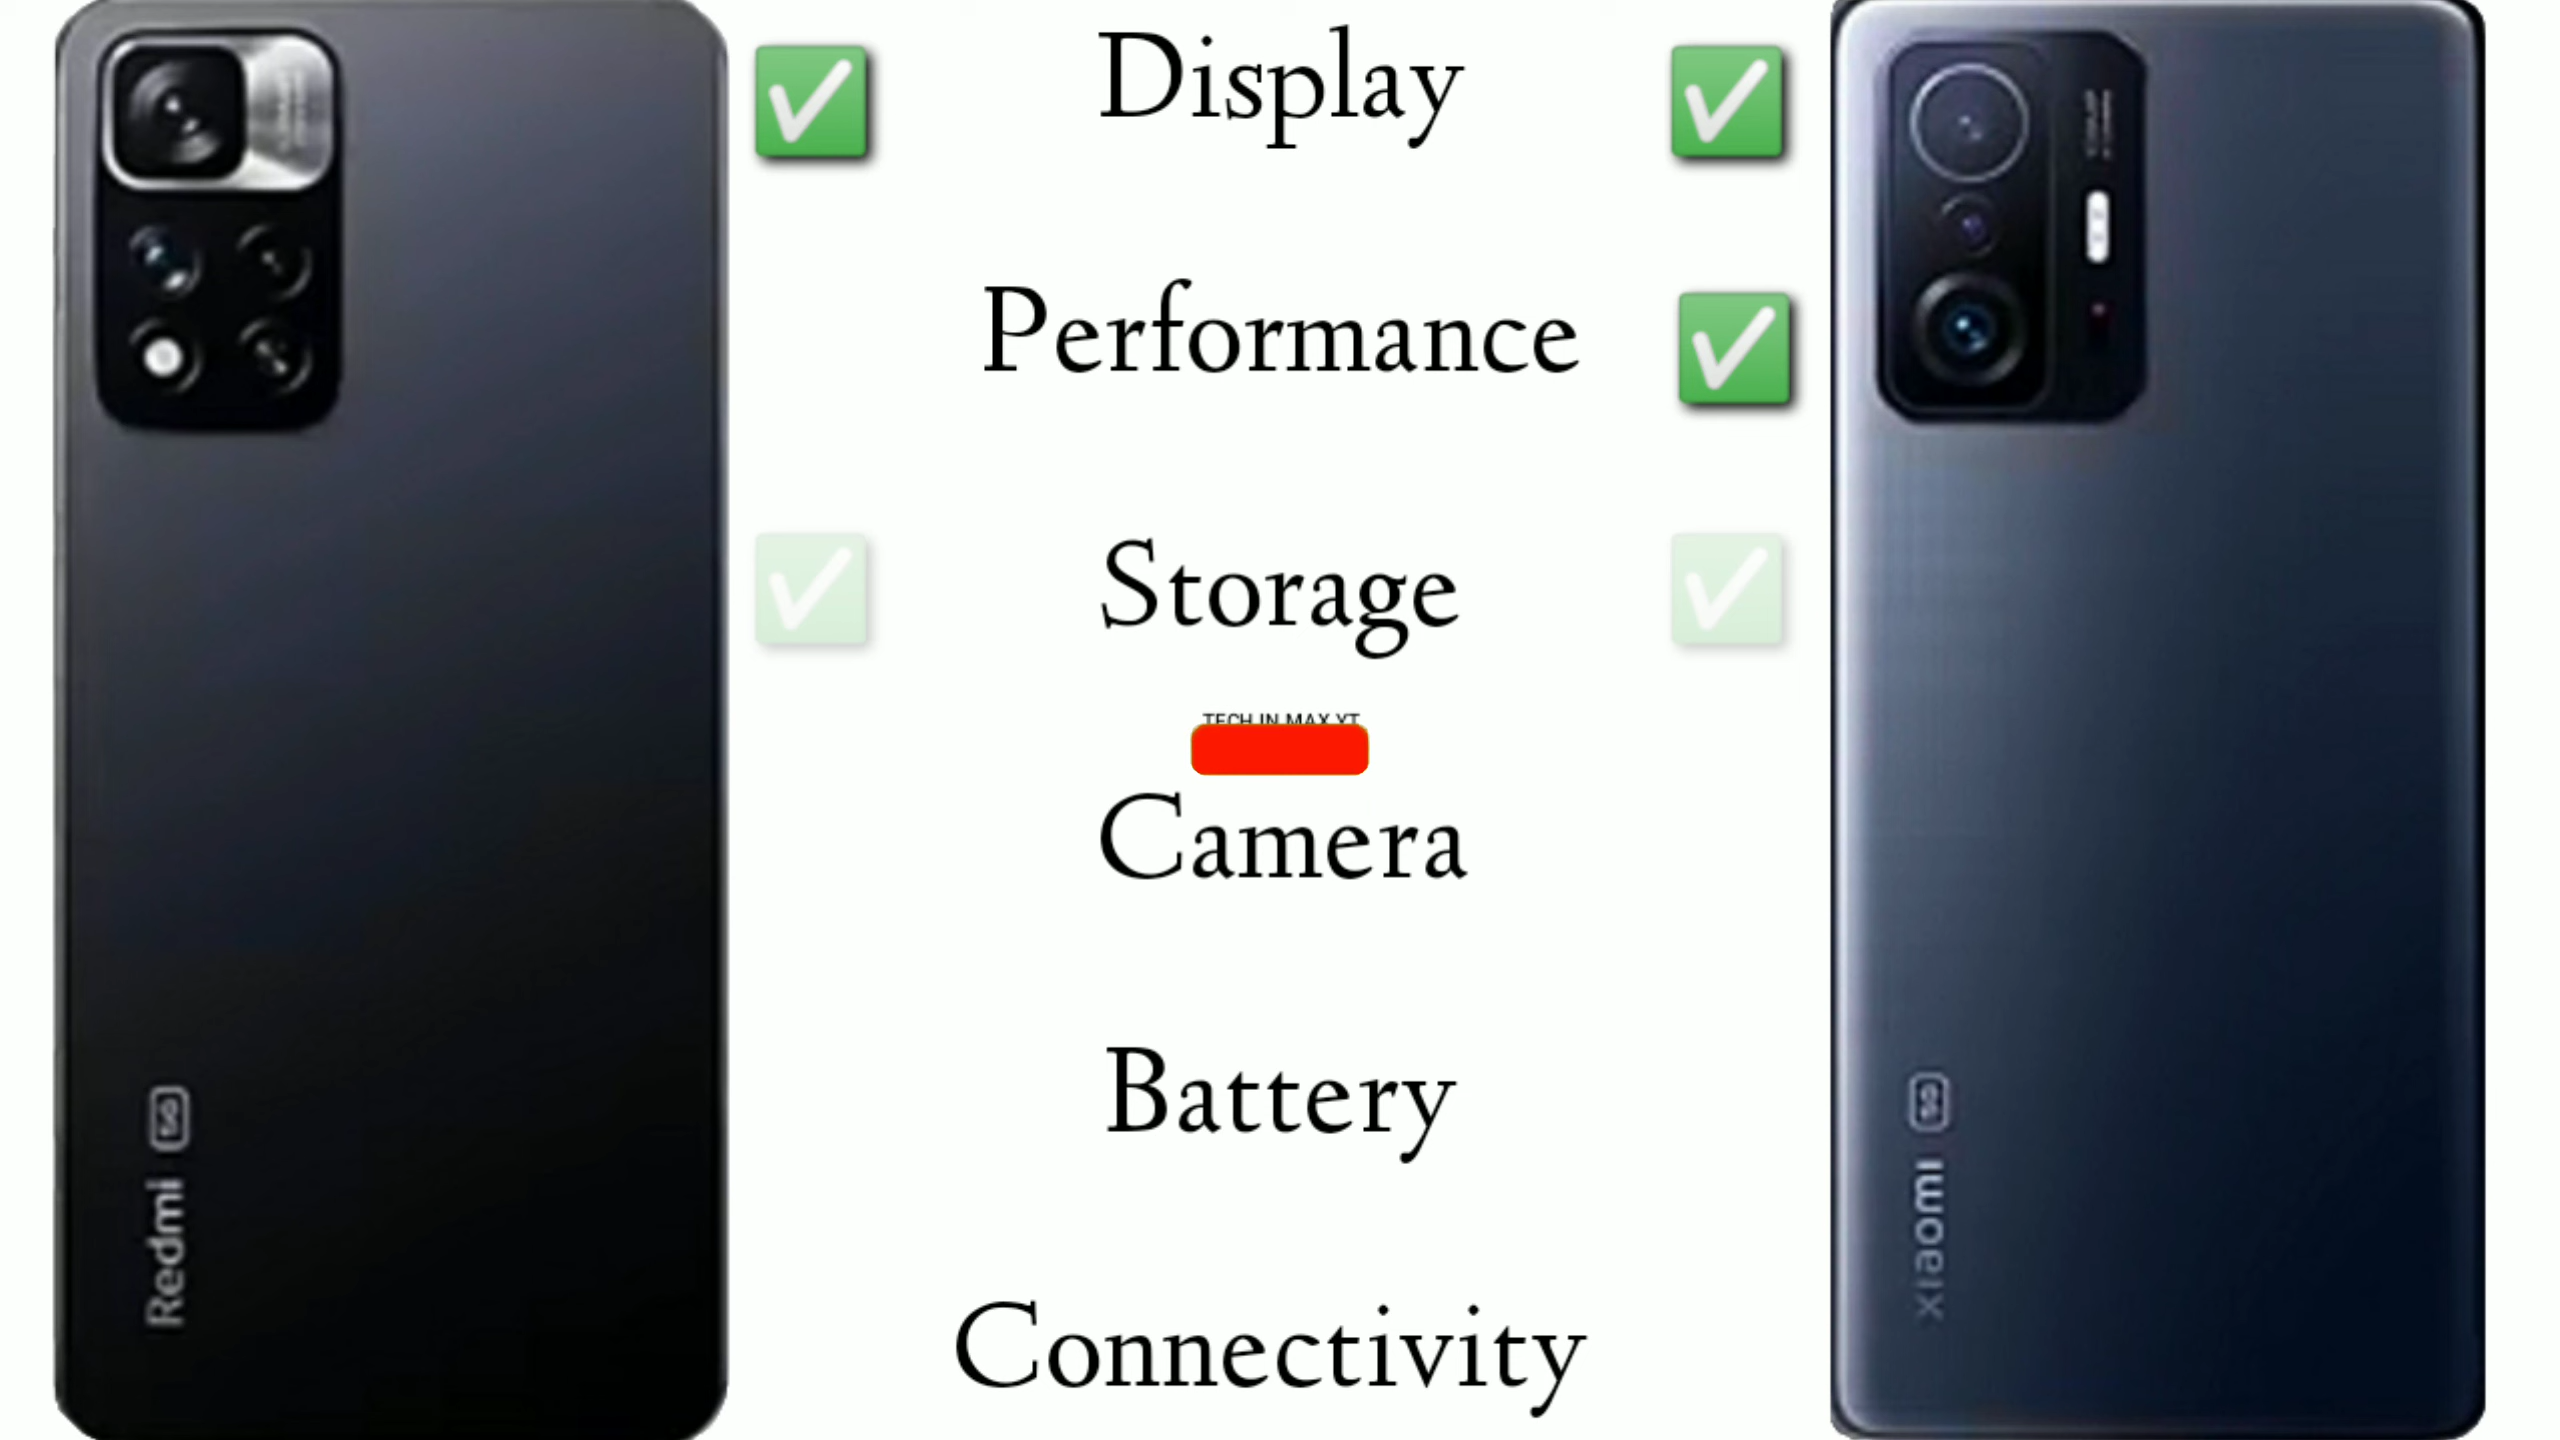 Display
Performance
Storage
TECH IN MAX YT
Camera
Battery
Connectivity
Redmi 5G
xiaomi 5G